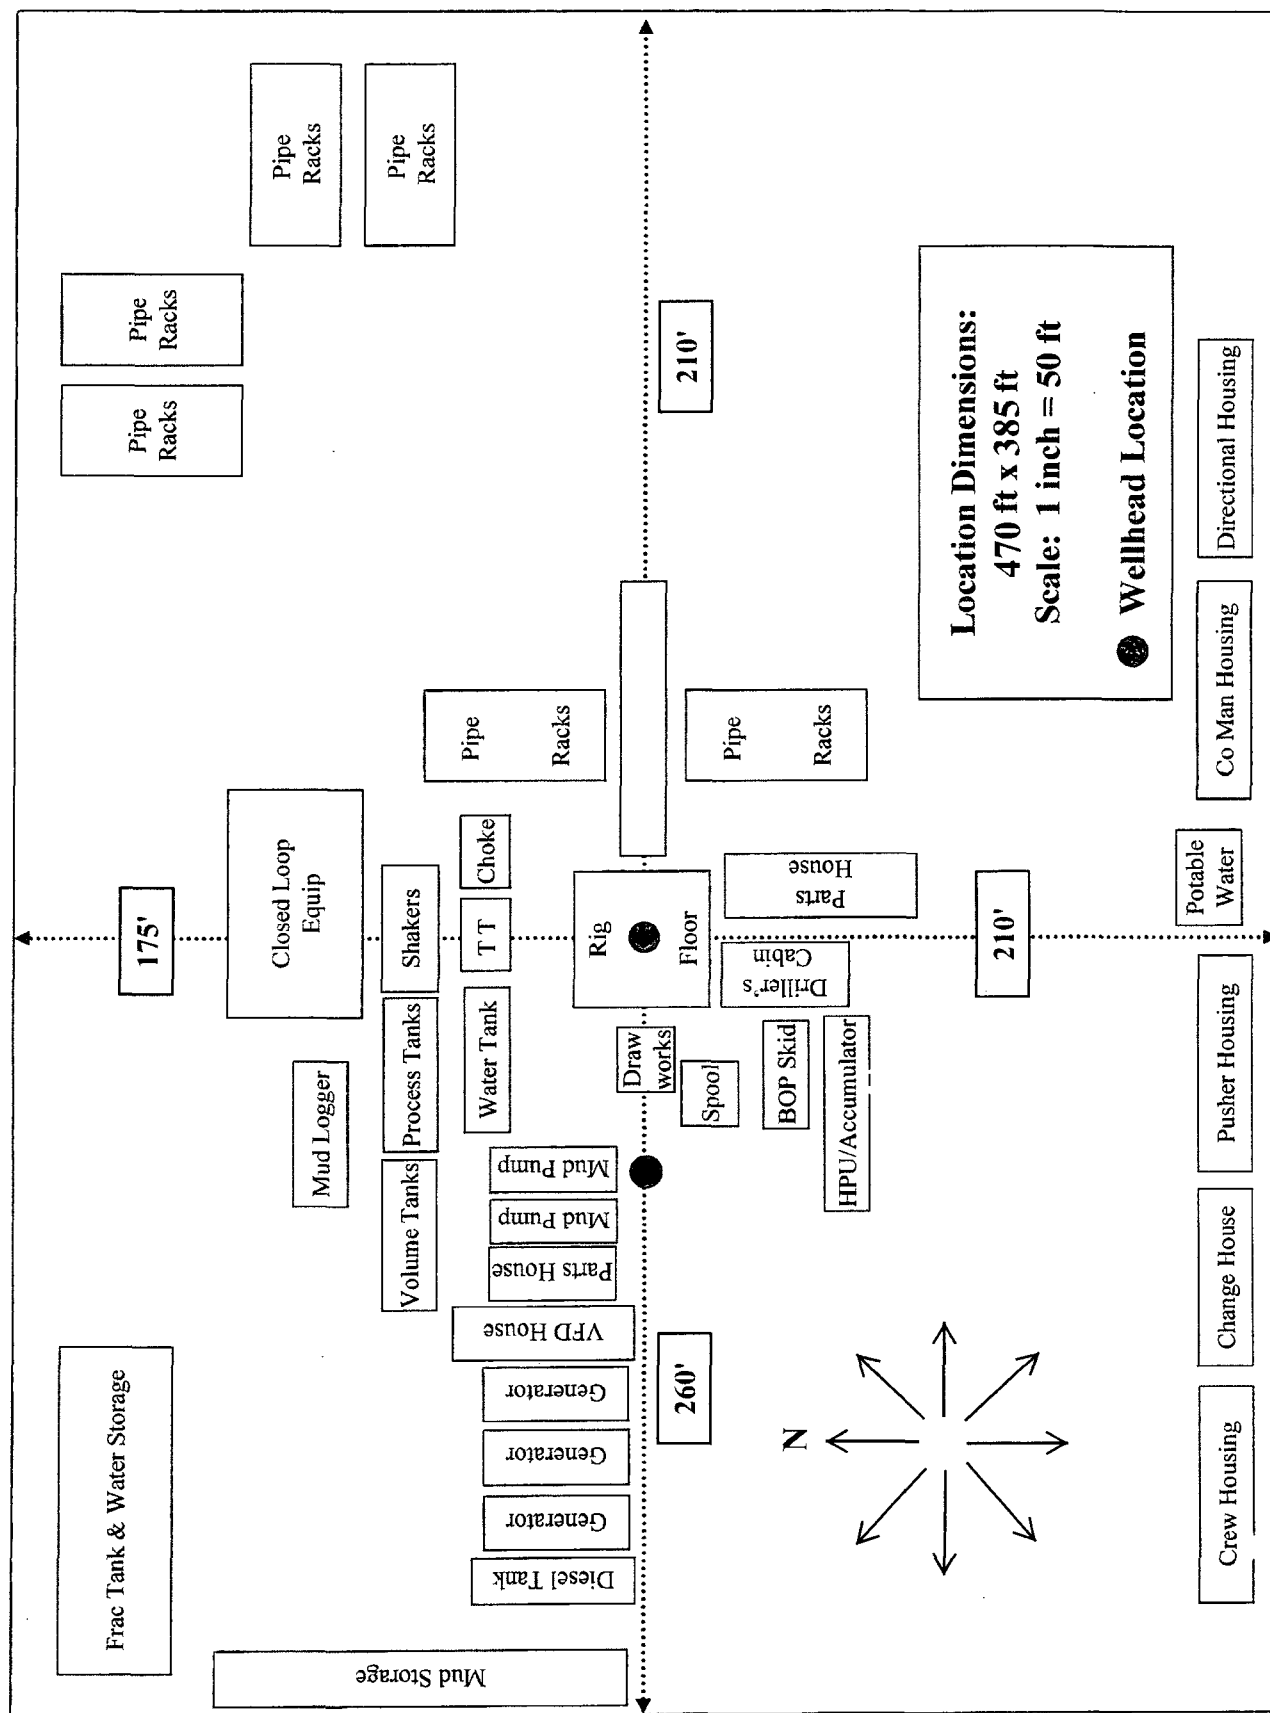 Frac Tank & Water Storage
Mud Storage
Diesel Tank
Generator
Generator
Generator
VFD House
Parts House
Mud Pump
Mud Pump
Volume Tanks
Process Tanks
Shakers
Mud Logger
Closed Loop
Equip
175'
Water Tank
T T
Choke
Pipe
Racks
Pipe
Racks
Pipe
Racks
Pipe
Racks
Pipe
Racks
Pipe
Racks
Rig
Floor
Draw
works
Spool
BOP Skid
HPU/Accumulator
Driller's
Cabin
Parts
House
260'
210'
210'
N
Location Dimensions:
470 ft x 385 ft
Scale: 1 inch = 50 ft
Wellhead Location
Crew Housing
Change House
Pusher Housing
Potable
Water
Co Man Housing
Directional Housing